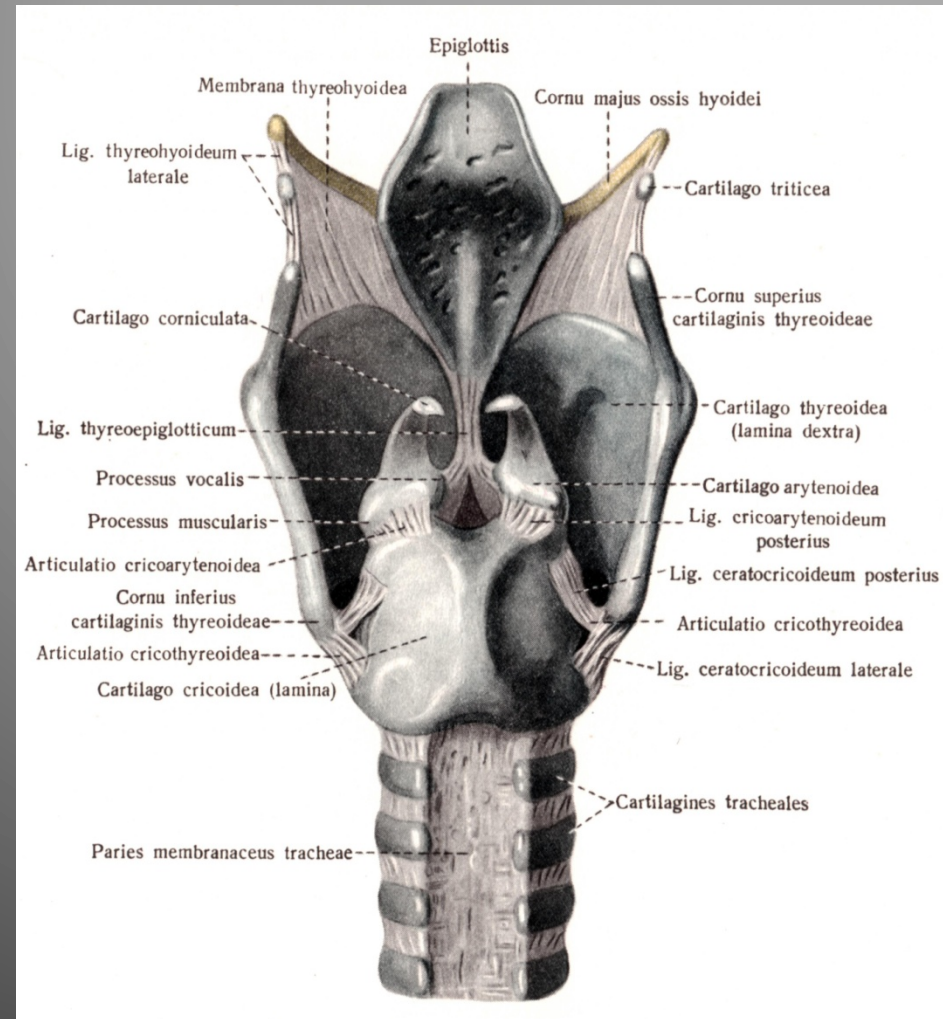 Epiglottis
Membrana thyreohyoidea
Cornu majus ossis hyoidei
Lig. thyreohyoideum
laterale
Cartilago triticea
Cornu superius
cartilaginis thyreoideae
Cartilago corniculata
Cartilago thyreoidea
(lamina dextra)
Lig. thyreoepiglotticum
Processus vocalis
Cartilago arytenoidea
Processus muscularis
Lig. cricoarytenoideum
posterius
Articulatio cricoarytenoidea
Lig. ceratocricoideum posterius
Cornu inferius
cartilaginis thyreoideae
Articulatio cricothyreoidea
Articulatio cricothyreoidea
Lig. ceratocricoideum laterale
Cartilago cricoidea (lamina)
Cartilagines tracheales
Paries membranaceus tracheae